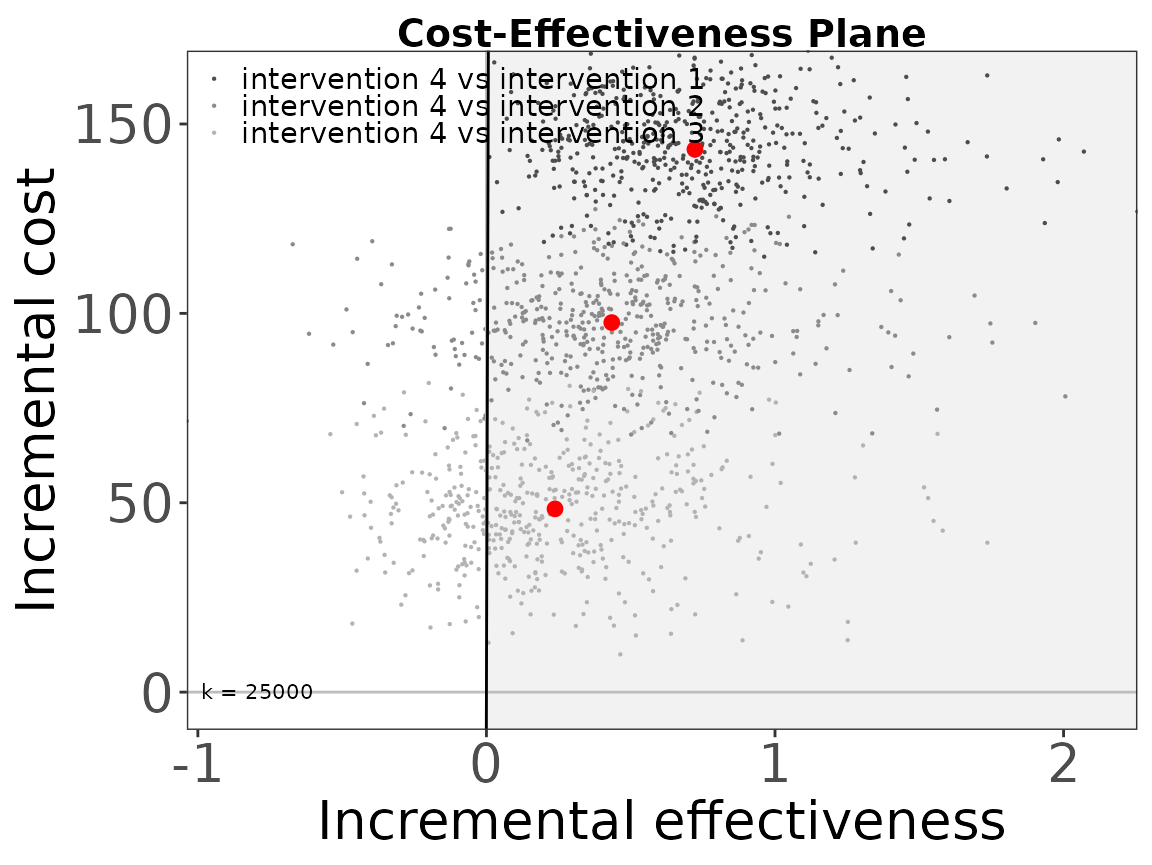 Cost-Effectiveness Plane
intervention 4 vs intervention 1
intervention 4 vs intervention 2
intervention 4 vs intervention 3
150
100
50
0
Incremental cost
k = 25000
-1 0 1 2
Incremental effectiveness